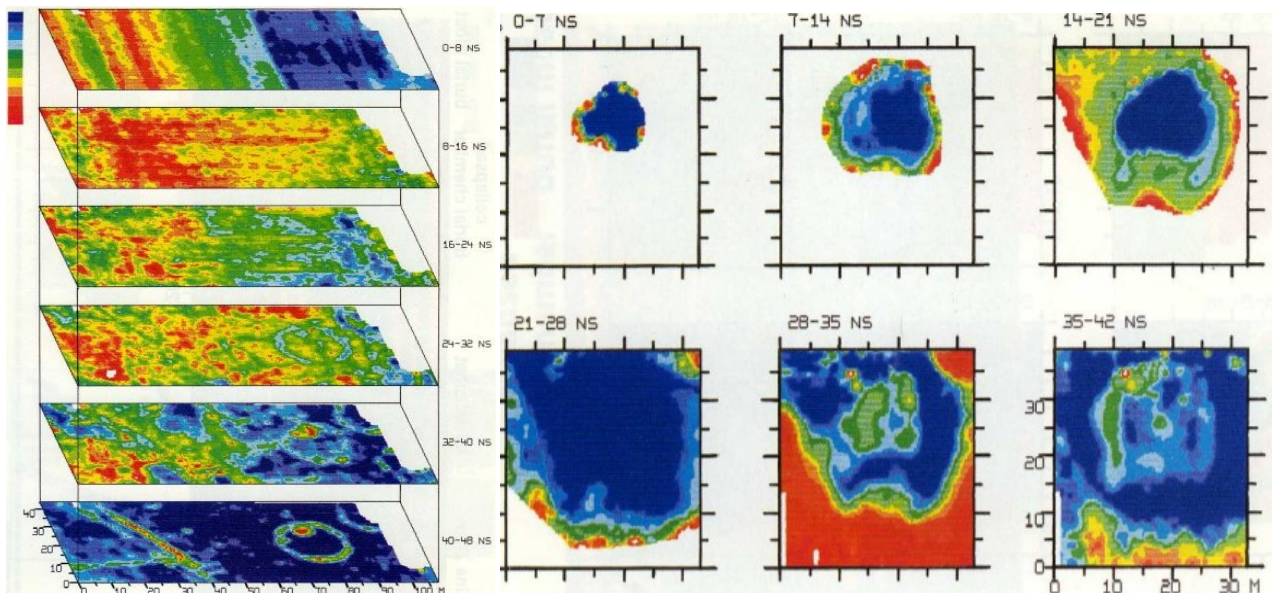 0-8 NS
8-16 NS
16-24 NS
24-32 NS
32-40 NS
40-48 NS
40
30
20
10
0
0 10 20 30 40 50 60 70 80 90 100 M
0-7 NS
7-14 NS
14-21 NS
21-28 NS
28-35 NS
35-42 NS
30
20
10
0
0 10 20 30 M